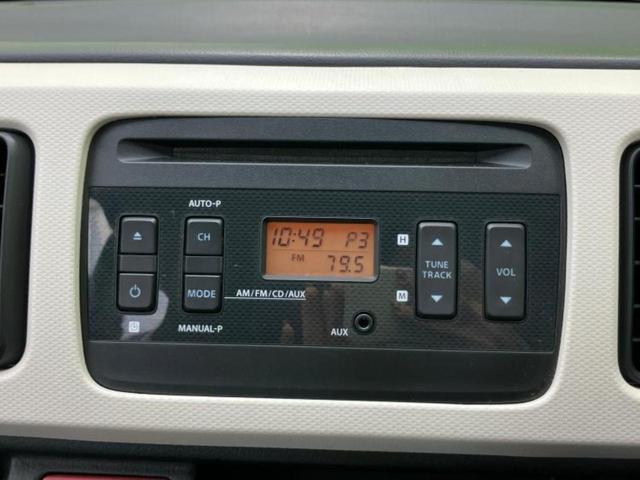 AUTO-P
CH
10:49 P3
FM 79.5
H
TUNE
TRACK
VOL
MODE
AM/FM/CD/AUX
M
MANUAL-P
AUX